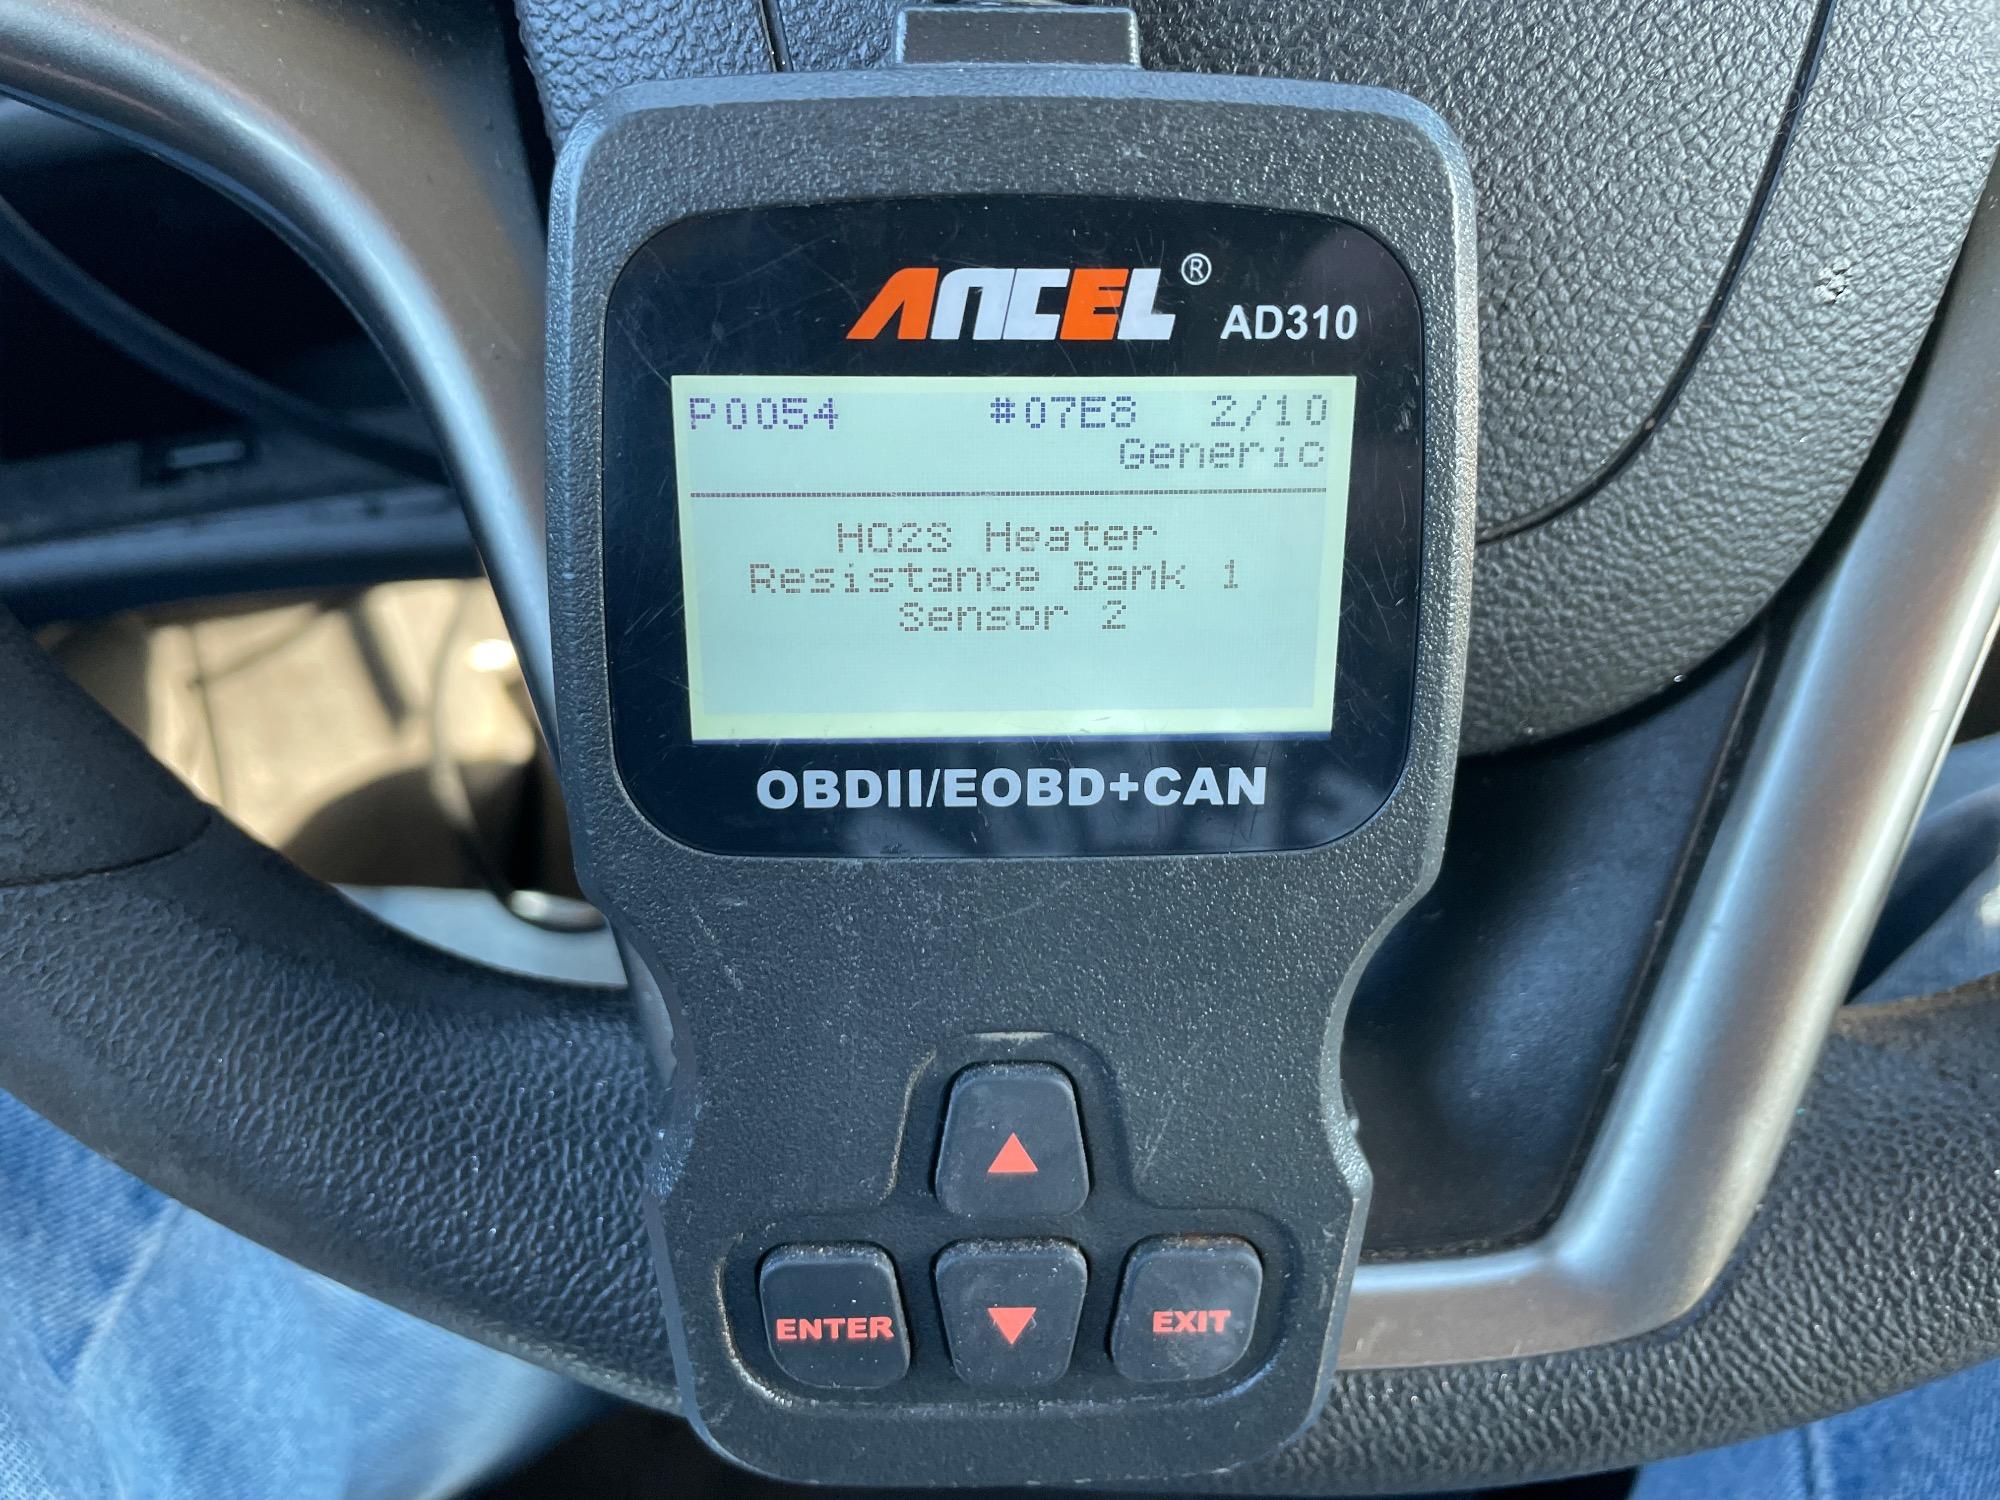 ANCEL® AD310
P0054 #07E8 2/10
Generic
HO2S Heater
Resistance Bank 1
Sensor 2
OBDII/EOBD+CAN
▲
ENTER ▼ EXIT